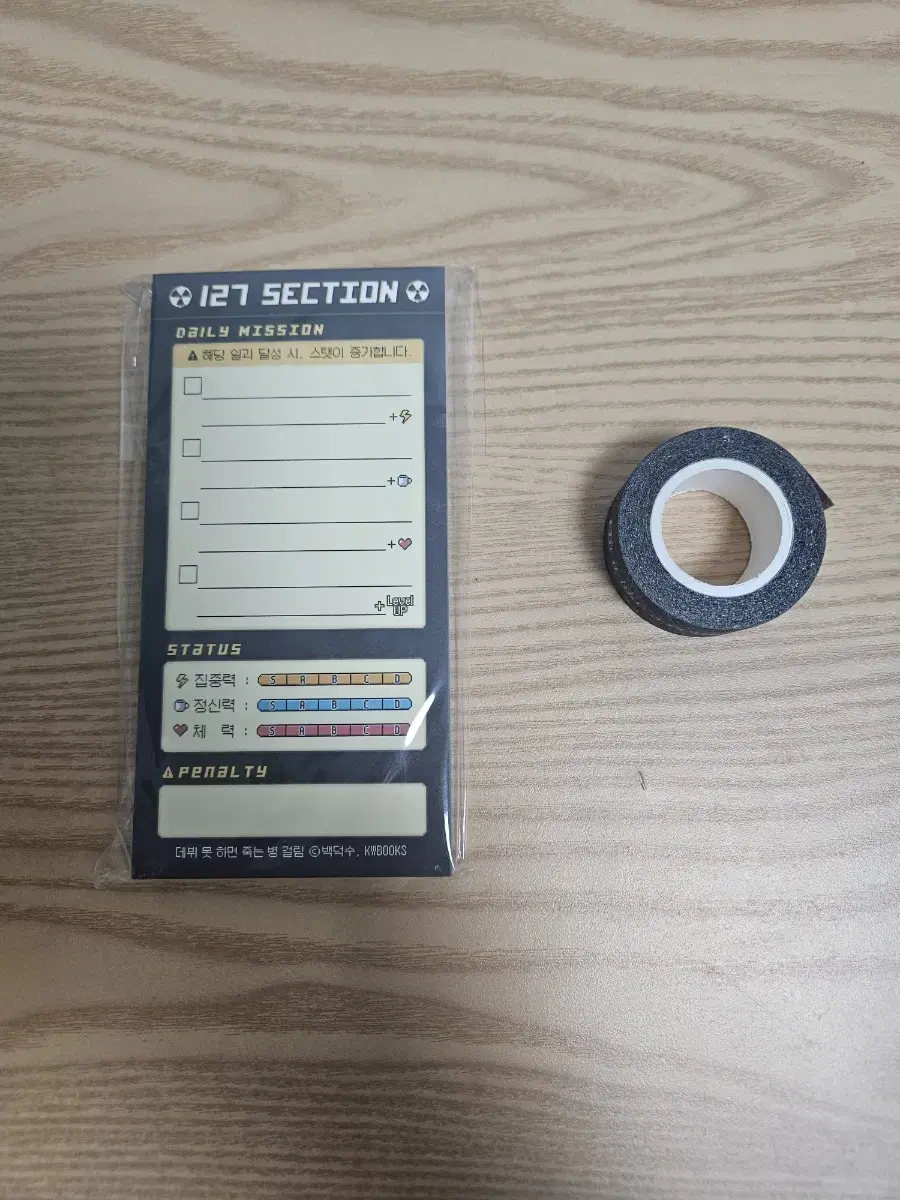 127 SECTION
DAILY MISSION
해당 일과 달성 시, 스탯이 증가합니다.
+
+
+
+ Level UP
STATUS
집중력 : S A B C D
정신력 : S A B C D
체 력 : S A B C D
PENALTY
데뷔 못 하면 죽는 병 걸림 ©백덕수, KWBOOKS